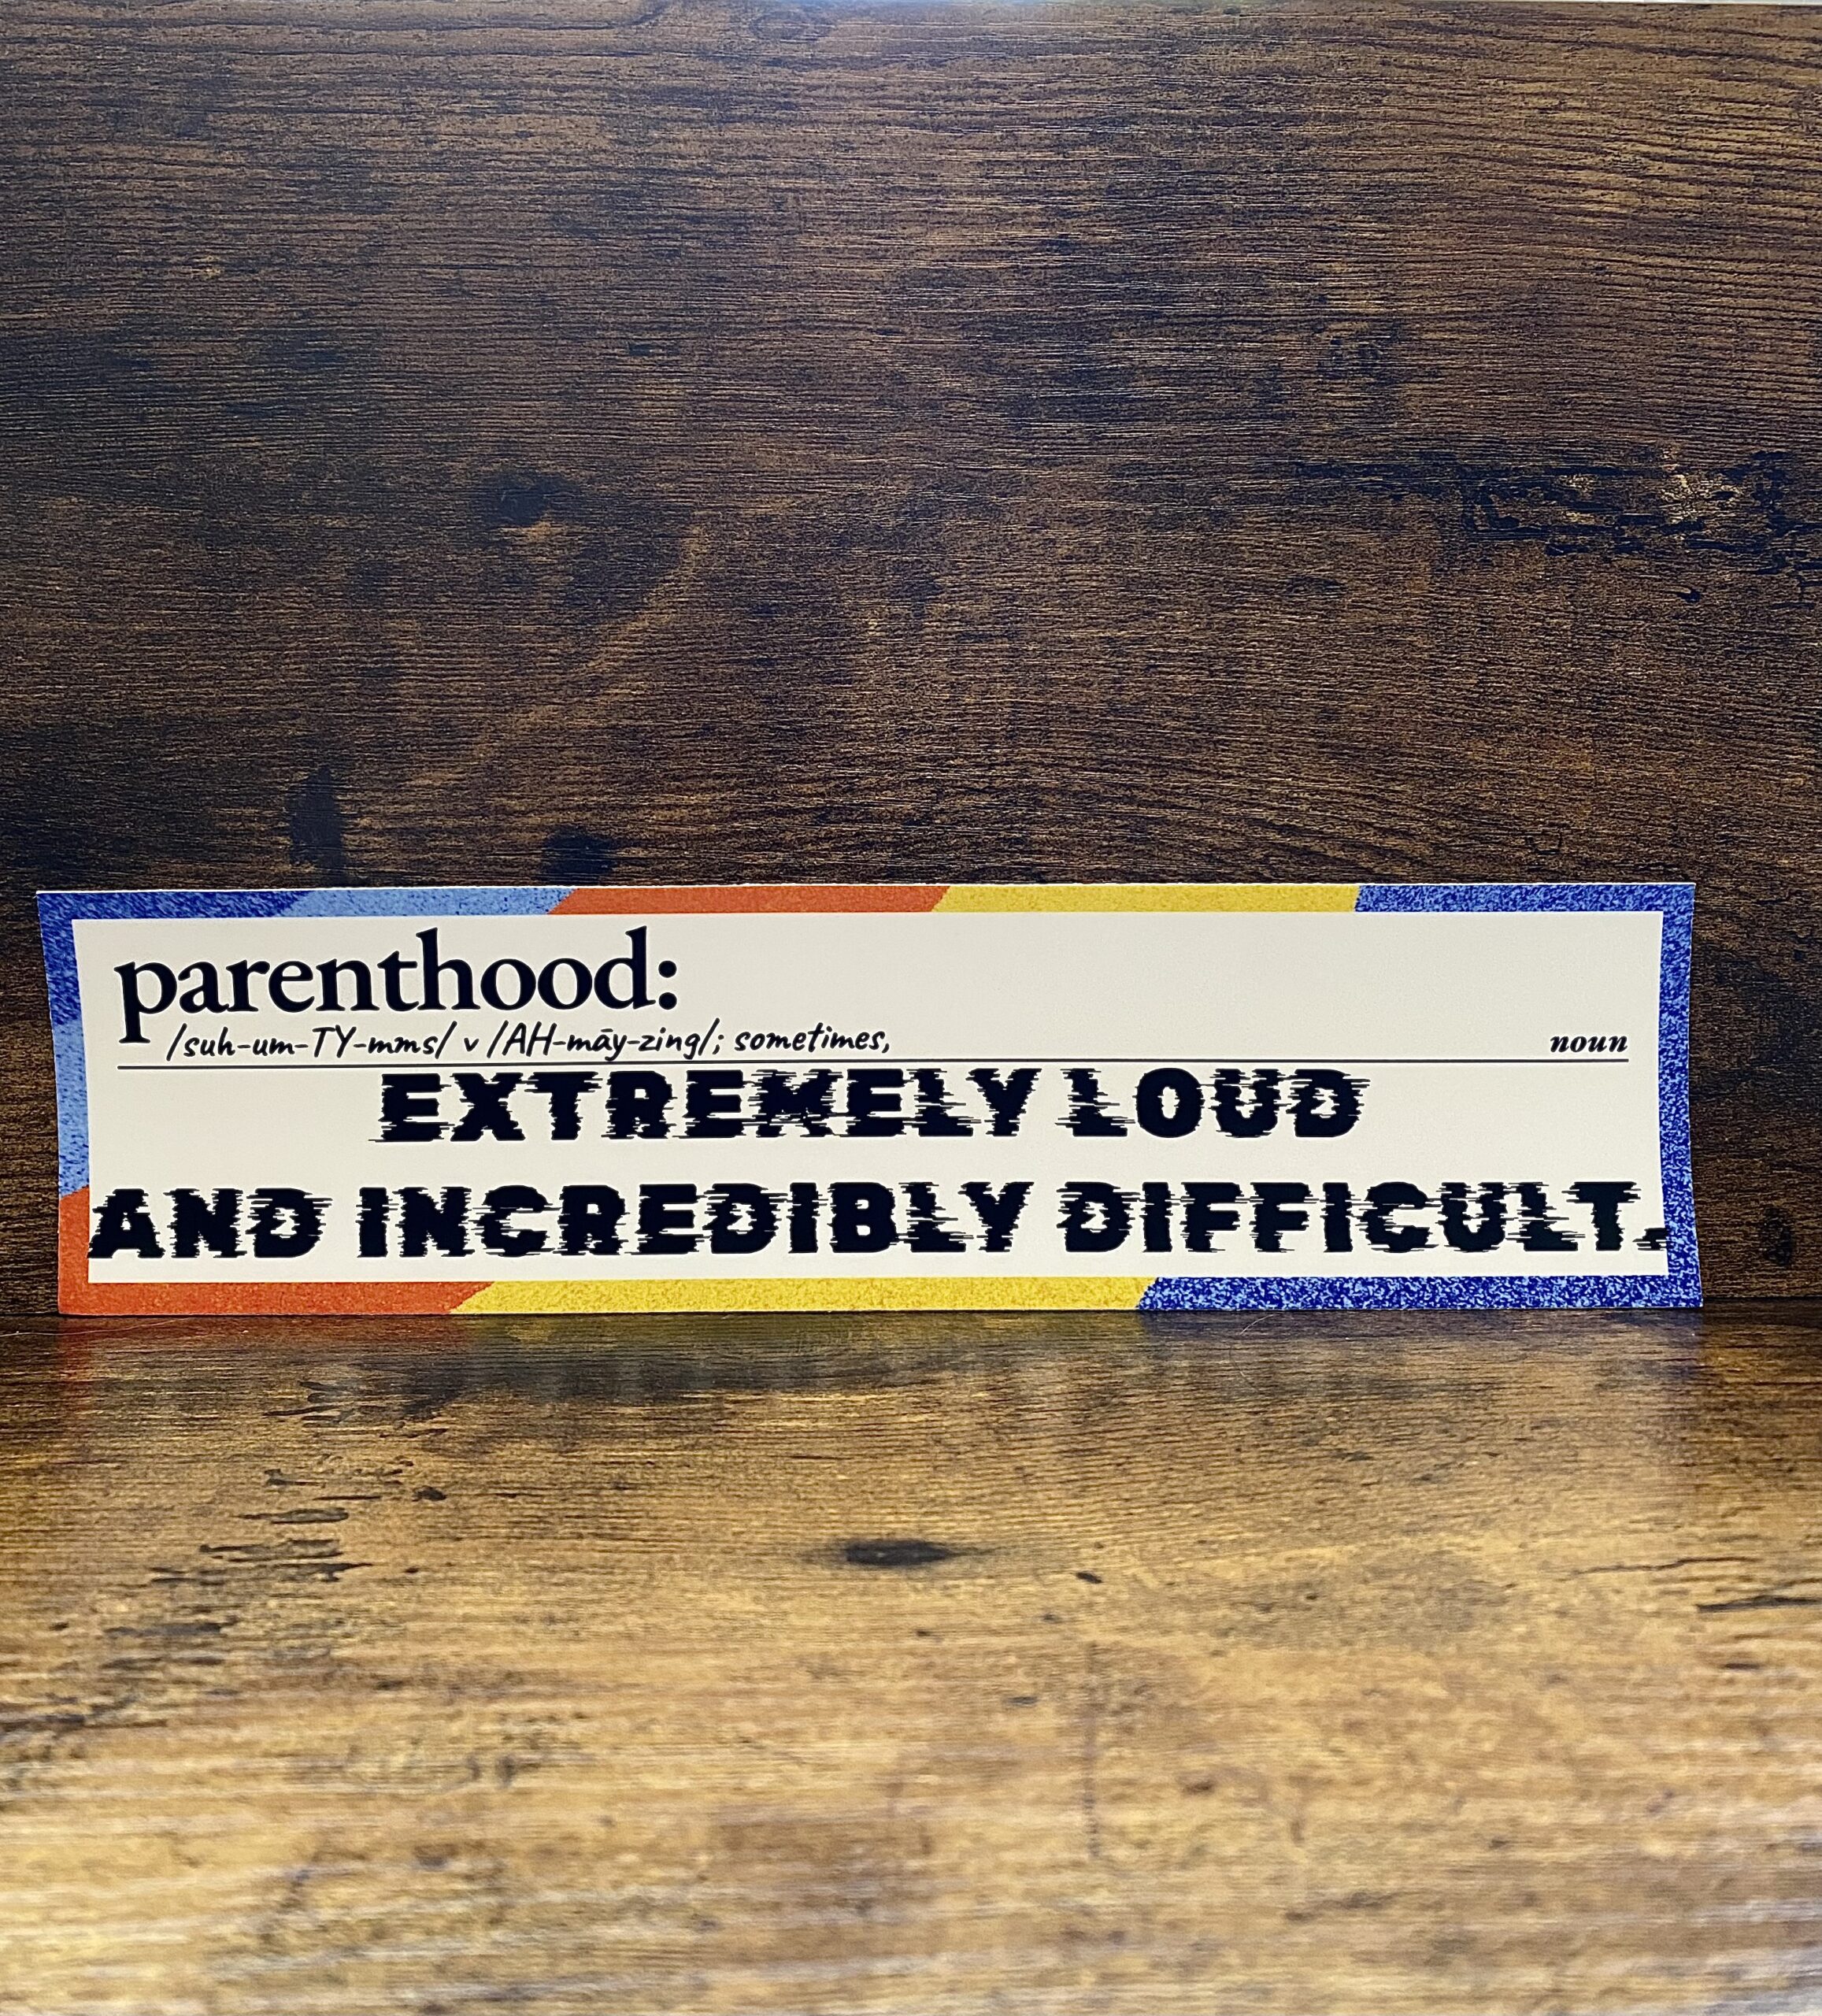 parenthood:
/suh-um-TY-mms/ v /AH-māy-zing/; sometimes, noun
EXTREMELY LOUD
AND INCREDIBLY DIFFICULT.